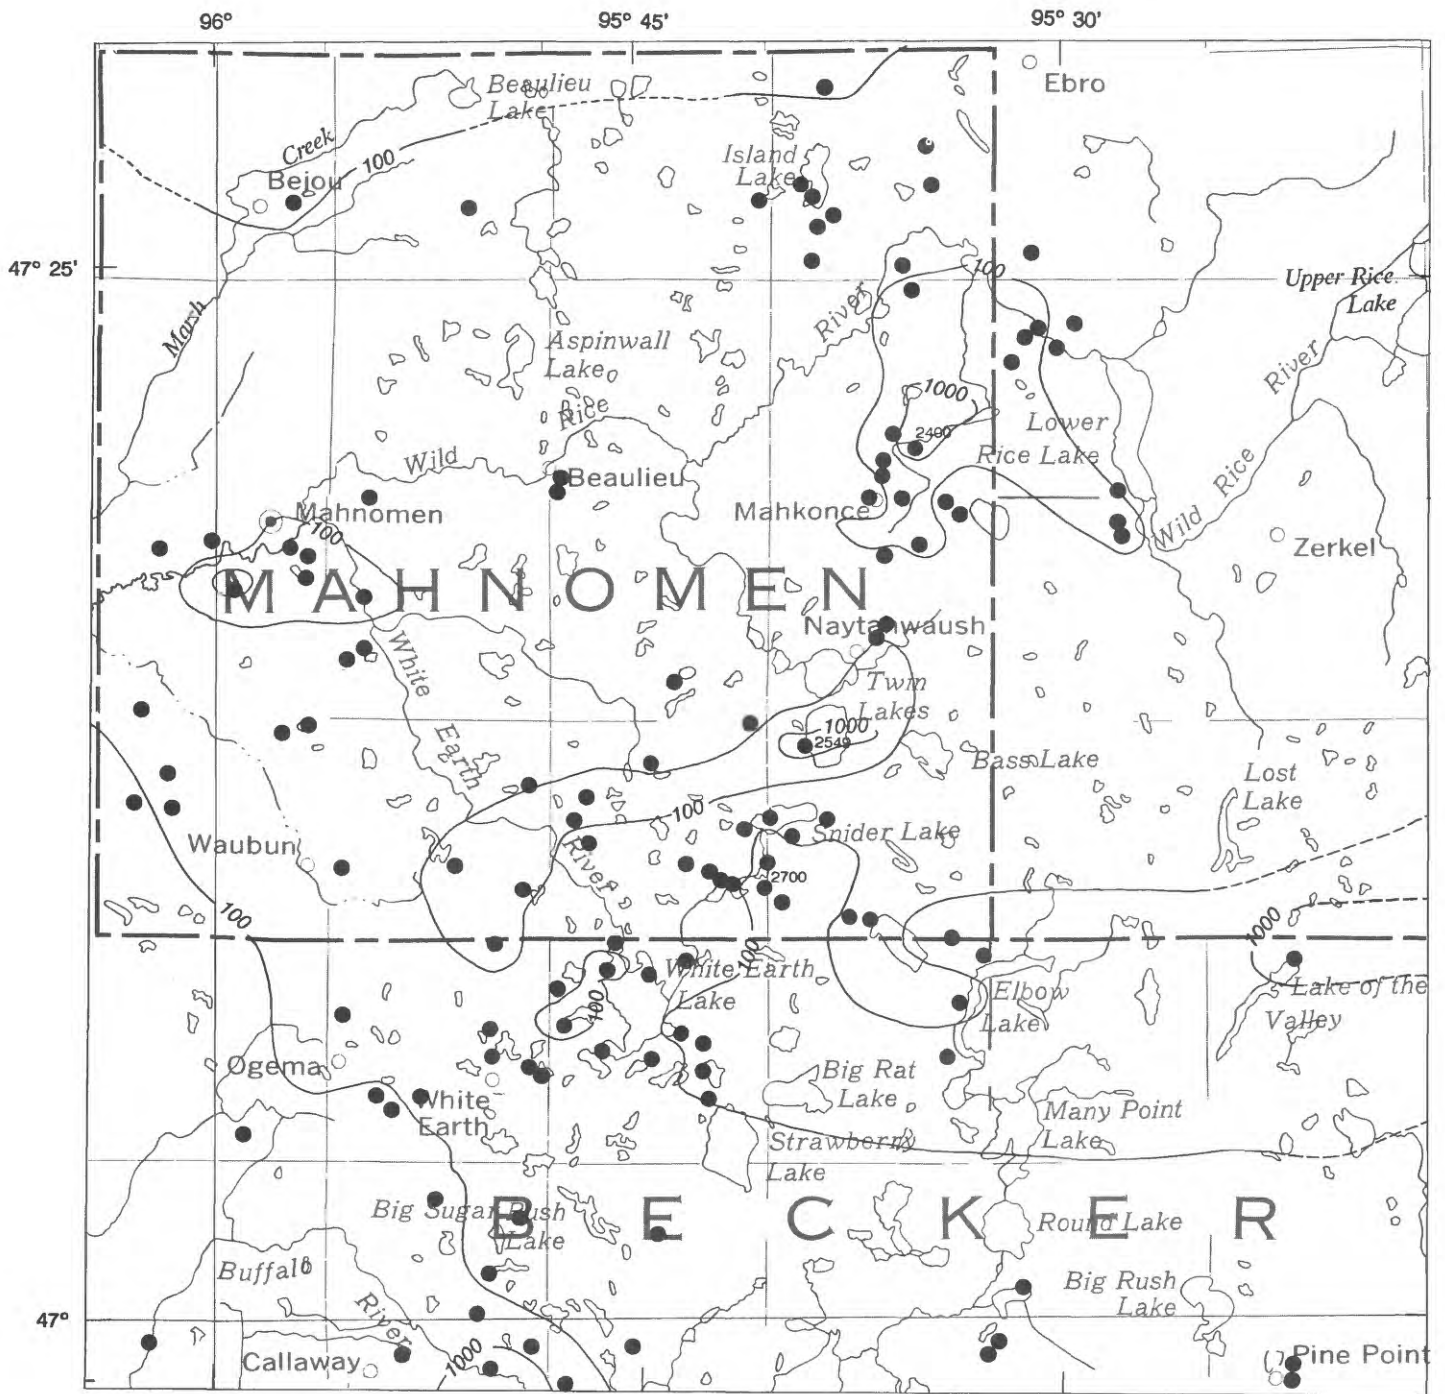 96°
95° 45'
95° 30'
Ebro
Beaulieu
Lake
Creek
100
Bejou
Island
Lake
47° 25'
100
Upper Rice
Lake
Marsh
River
Aspinwall
Lake
River
1000
Rice
2400
Lower
Rice Lake
Wild
Beaulieu
Rice
Mahnomen
Mahkonce
Wild
Zerkel
100
MAHNOMEN
Naytahwaush
White
Twin
Lakes
1000
2549
Earth
Bass Lake
Lost
Lake
100
Snider Lake
Waubun
River
2700
100
1000
100
White Earth
Lake
Elbow
Lake
Lake of the
Valley
100
Ogema
Big Rat
Lake
White
Earth
Many Point
Lake
Strawberry
Lake
Big Sugar Bush
Lake
BECKER
Round Lake
Buffalo
Big Rush
Lake
River
47°
Callaway
1000
Pine Point